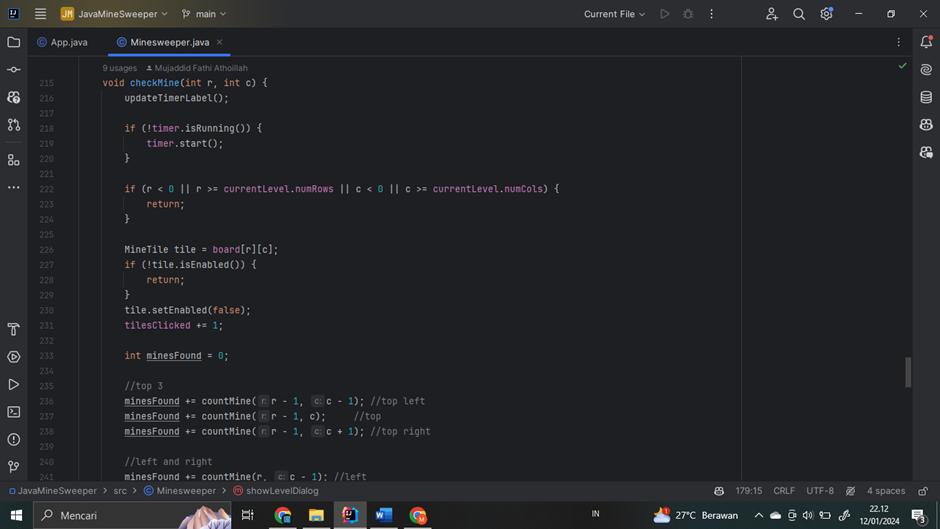 JM JavaMineSweeper main Current File
App.java Minesweeper.java
9 usages Mujaddid Fathi Athoillah
215 void checkMine(int r, int c) {
216 updateTimerLabel();
217
218 if (!timer.isRunning()) {
219 timer.start();
220 }
221
222 if (r < 0 || r >= currentLevel.numRows || c < 0 || c >= currentLevel.numCols) {
223 return;
224 }
225
226 MineTile tile = board[r][c];
227 if (!tile.isEnabled()) {
228 return;
229 }
230 tile.setEnabled(false);
231 tilesClicked += 1;
232
233 int minesFound = 0;
234
235 //top 3
236 minesFound += countMine( r: r - 1, c: c - 1); //top left
237 minesFound += countMine( r: r - 1, c); //top
238 minesFound += countMine( r: r - 1, c: c + 1); //top right
239
240 //left and right
241 minesFound += countMine(r, c: c - 1); //left
JavaMineSweeper > src > Minesweeper > showLevelDialog 179:15 CRLF UTF-8 4 spaces
Mencari IN 27°C Berawan 22.12
12/01/2024 3